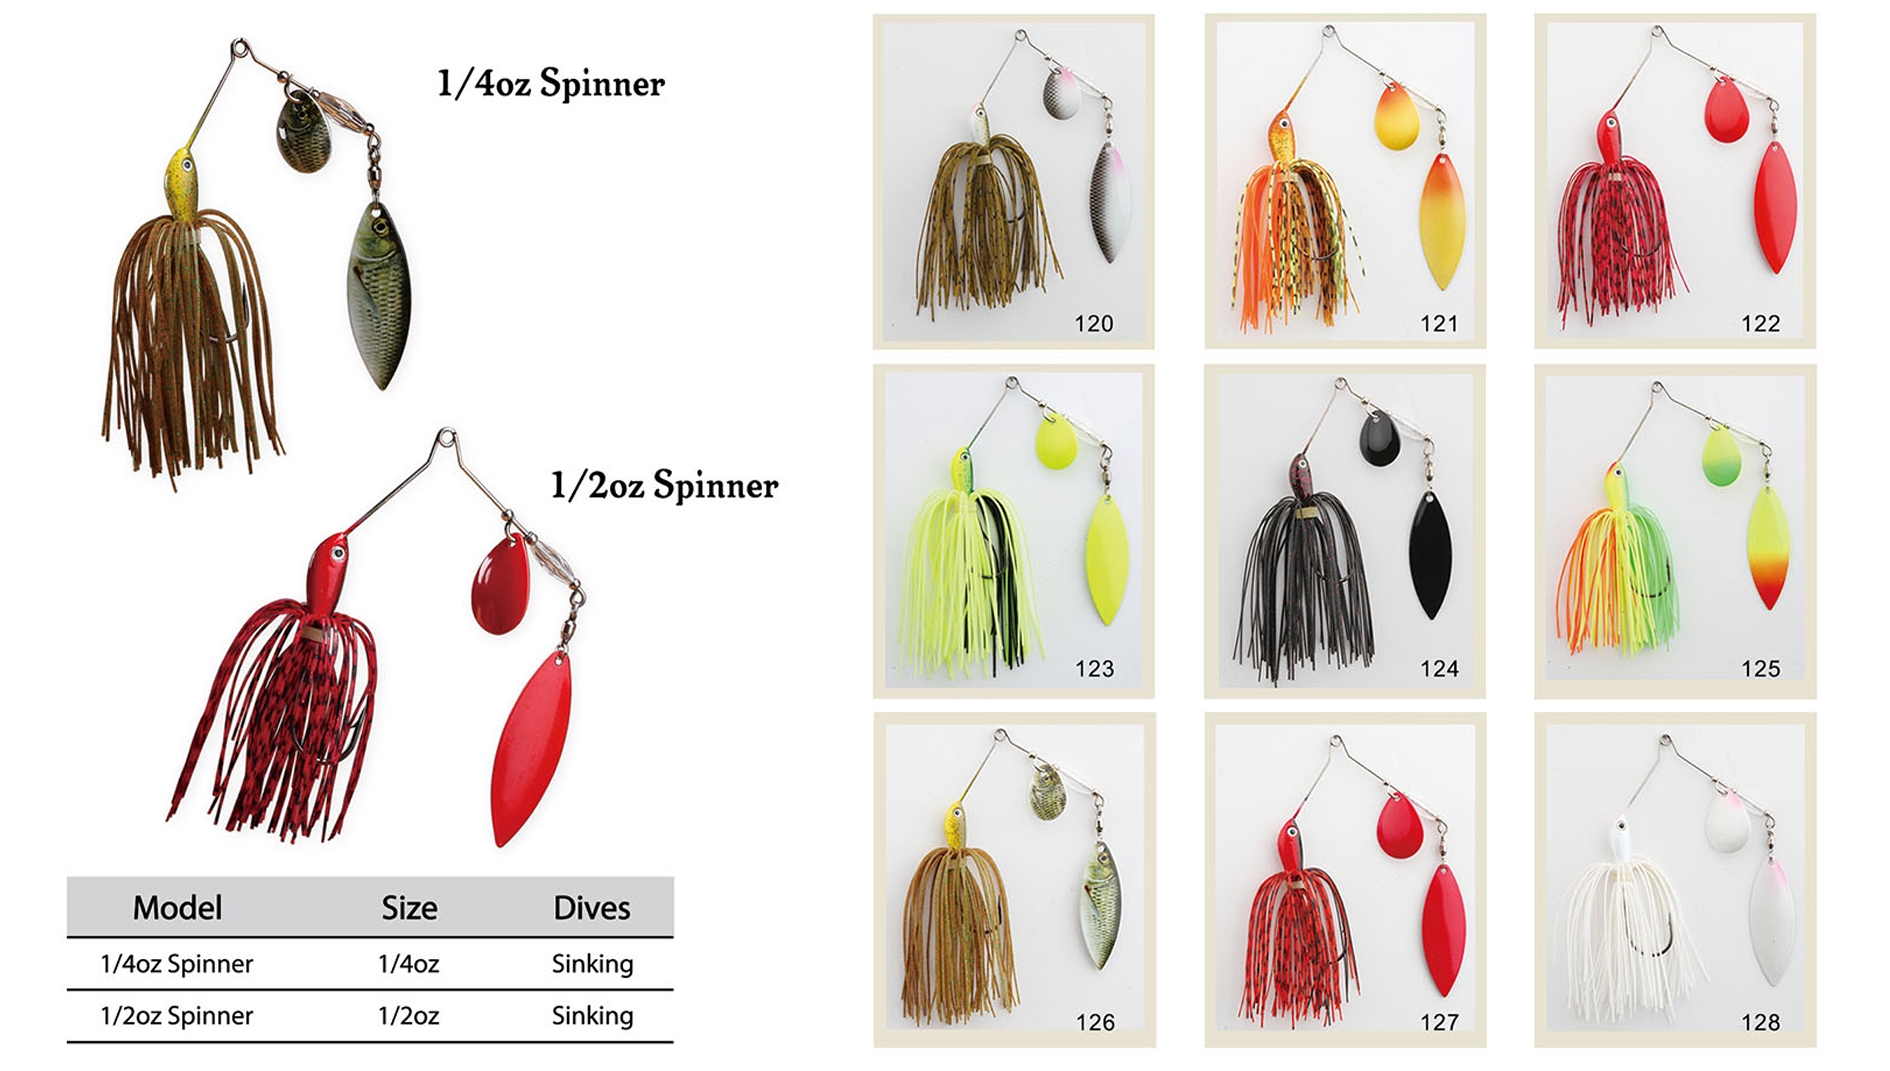 1/4oz Spinner
1/2oz Spinner
Model Size Dives
1/4oz Spinner 1/4oz Sinking
1/2oz Spinner 1/2oz Sinking
120
121
122
123
124
125
126
127
128